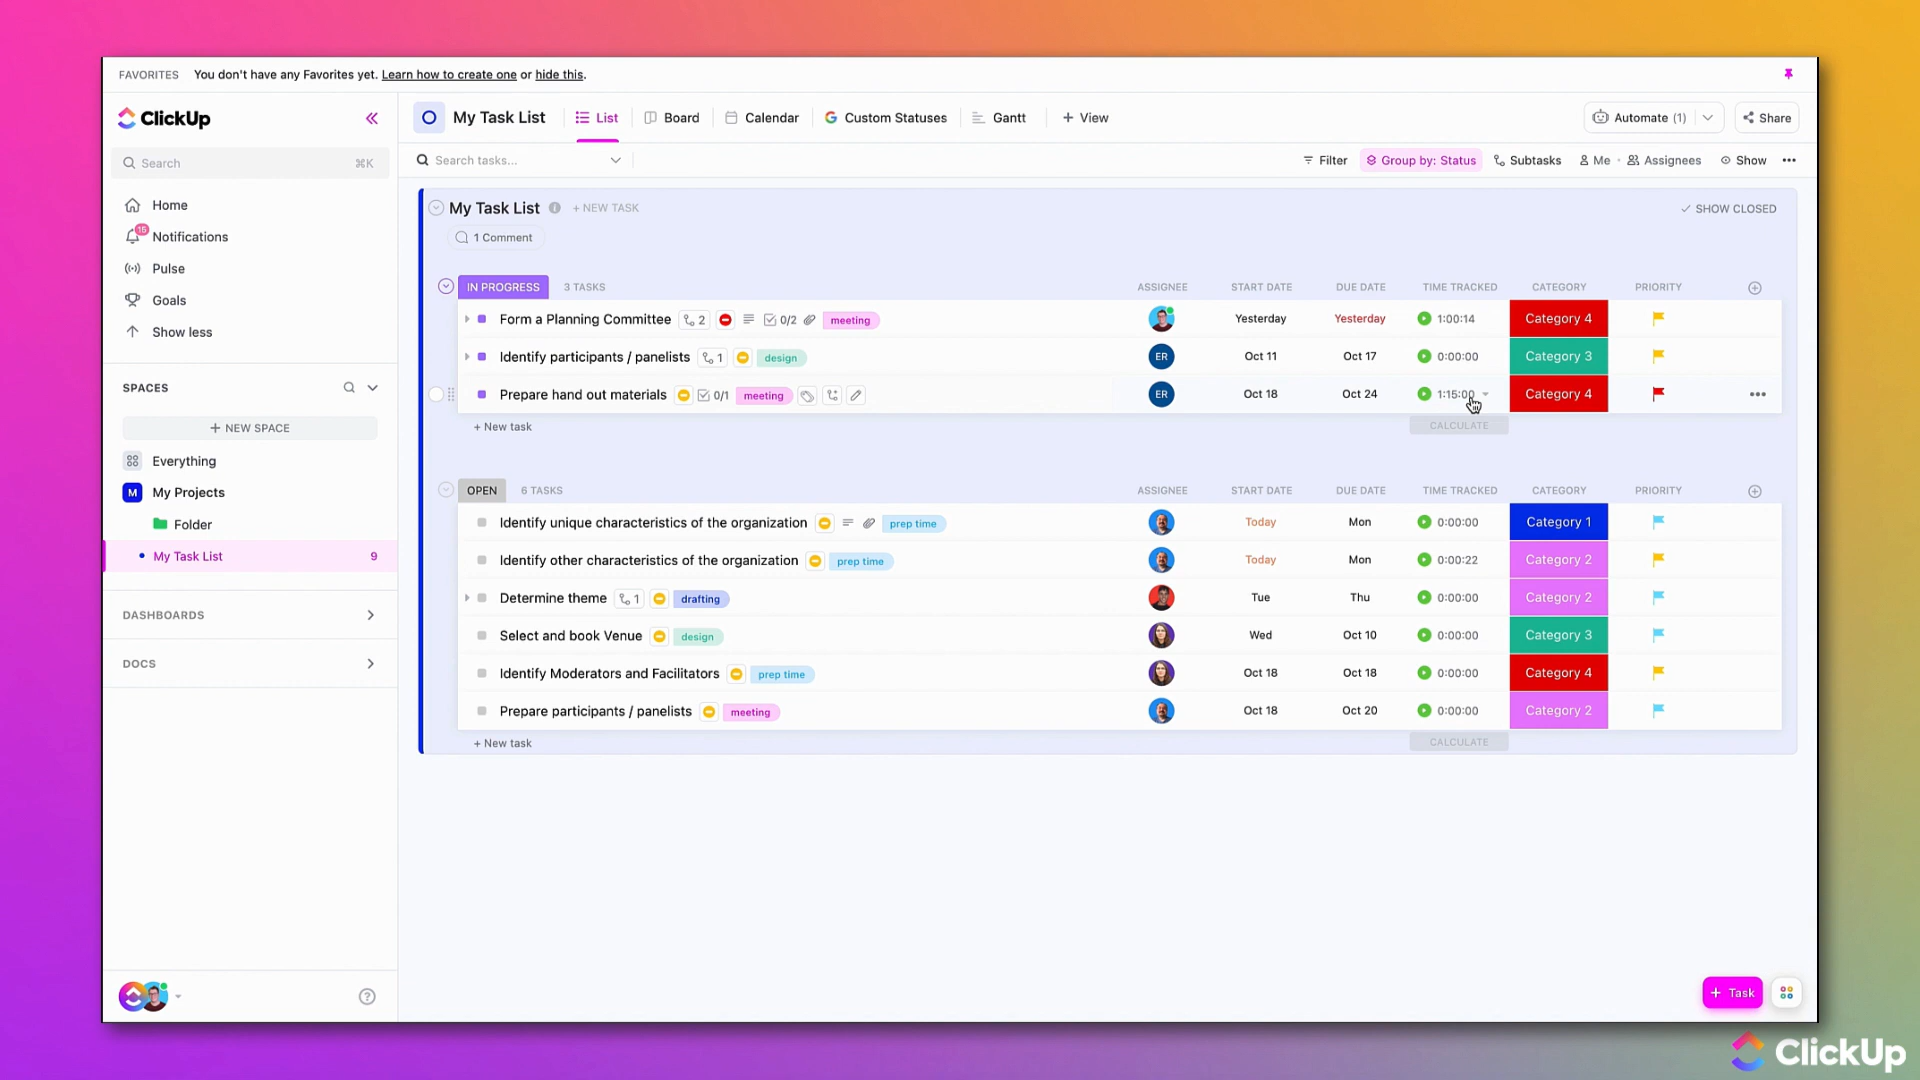 FAVORITES You don't have any Favorites yet. Learn how to create one or hide this.
ClickUp
Search ⌘K
Home
15
Notifications
Pulse
Goals
Show less
SPACES
+ NEW SPACE
Everything
M My Projects
Folder
My Task List 9
DASHBOARDS
DOCS
My Task List List Board Calendar G Custom Statuses Gantt + View Automate (1) Share
Search tasks... Filter Group by: Status Subtasks Me Assignees Show
My Task List + NEW TASK SHOW CLOSED
1 Comment
IN PROGRESS 3 TASKS ASSIGNEE START DATE DUE DATE TIME TRACKED CATEGORY PRIORITY
Form a Planning Committee 2 0/2 meeting Yesterday Yesterday 1:00:14 Category 4
Identify participants / panelists 1 design ER Oct 11 Oct 17 0:00:00 Category 3
Prepare hand out materials 0/1 meeting ER Oct 18 Oct 24 1:15:00 Category 4
+ New task CALCULATE
OPEN 6 TASKS ASSIGNEE START DATE DUE DATE TIME TRACKED CATEGORY PRIORITY
Identify unique characteristics of the organization prep time Today Mon 0:00:00 Category 1
Identify other characteristics of the organization prep time Today Mon 0:00:22 Category 2
Determine theme 1 drafting Tue Thu 0:00:00 Category 2
Select and book Venue design Wed Oct 10 0:00:00 Category 3
Identify Moderators and Facilitators prep time Oct 18 Oct 18 0:00:00 Category 4
Prepare participants / panelists meeting Oct 18 Oct 20 0:00:00 Category 2
+ New task CALCULATE
?
+ Task
ClickUp